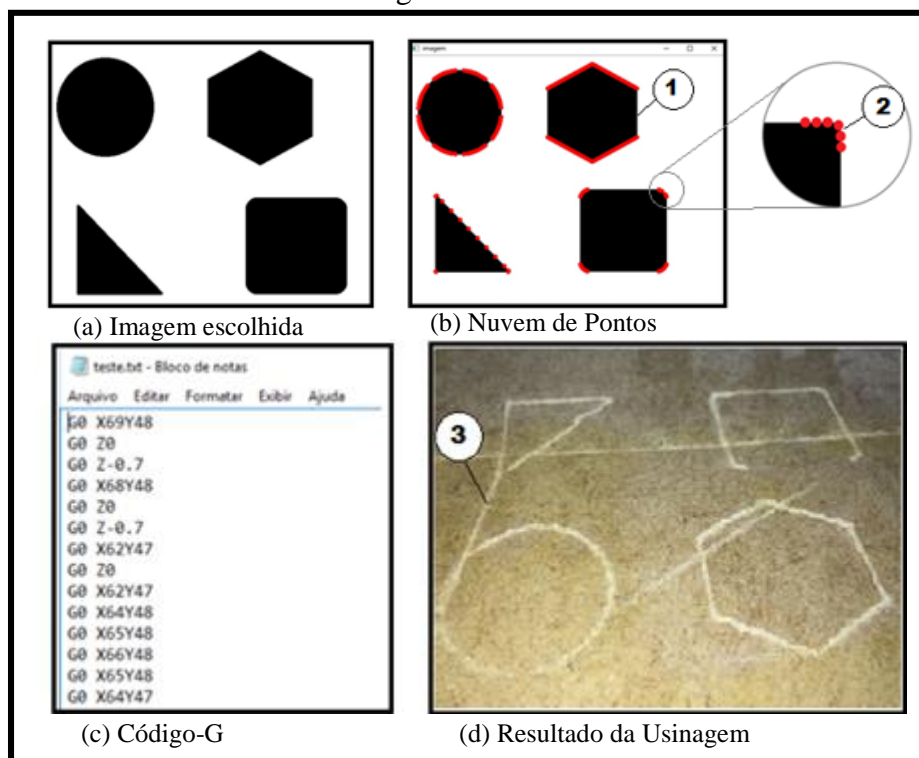 imagem
1
2
(a) Imagem escolhida
(b) Nuvem de Pontos
teste.txt - Bloco de notas
Arquivo Editar Formatar Exibir Ajuda
G0 X69Y48
G0 Z0
G0 Z-0.7
G0 X68Y48
G0 Z0
G0 Z-0.7
G0 X62Y47
G0 Z0
G0 X62Y47
G0 X64Y48
G0 X65Y48
G0 X66Y48
G0 X65Y48
G0 X64Y47
3
(c) Código-G
(d) Resultado da Usinagem